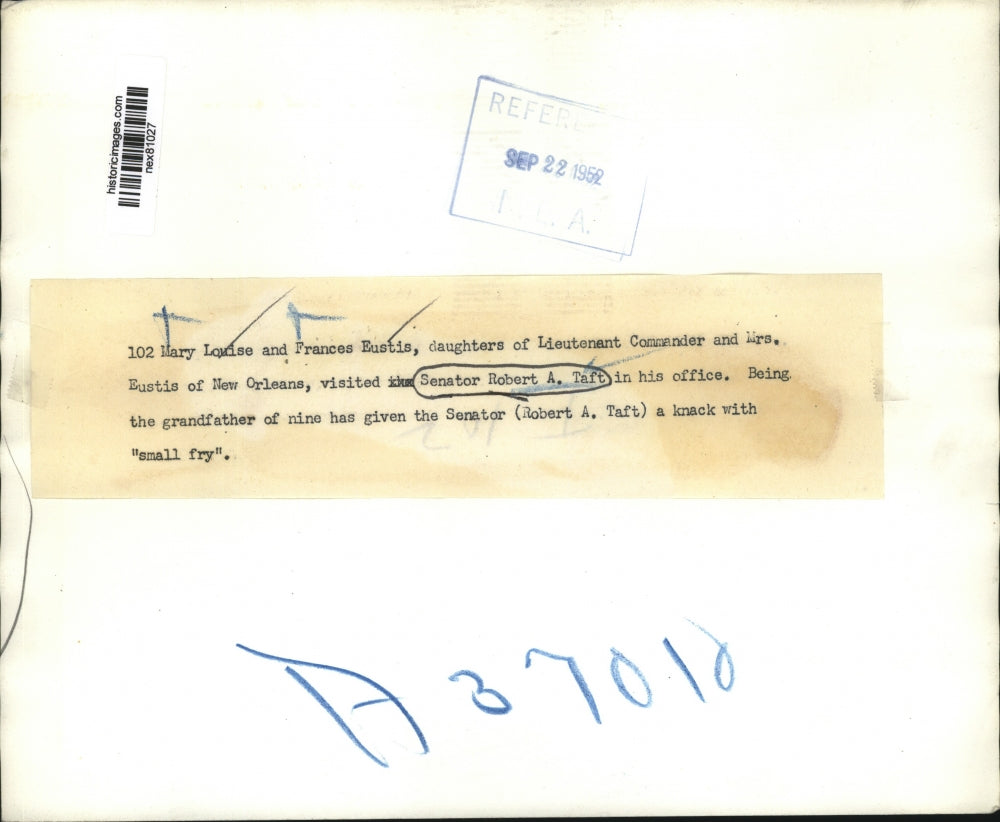 historicimages.com
nex81027
REFER
SEP 22 1952
N.E.A.
102 Mary Louise and Frances Eustis, daughters of Lieutenant Commander and Mrs.
Eustis of New Orleans, visited Senator Robert A. Taft in his office. Being
the grandfather of nine has given the Senator (Robert A. Taft) a knack with
"small fry".